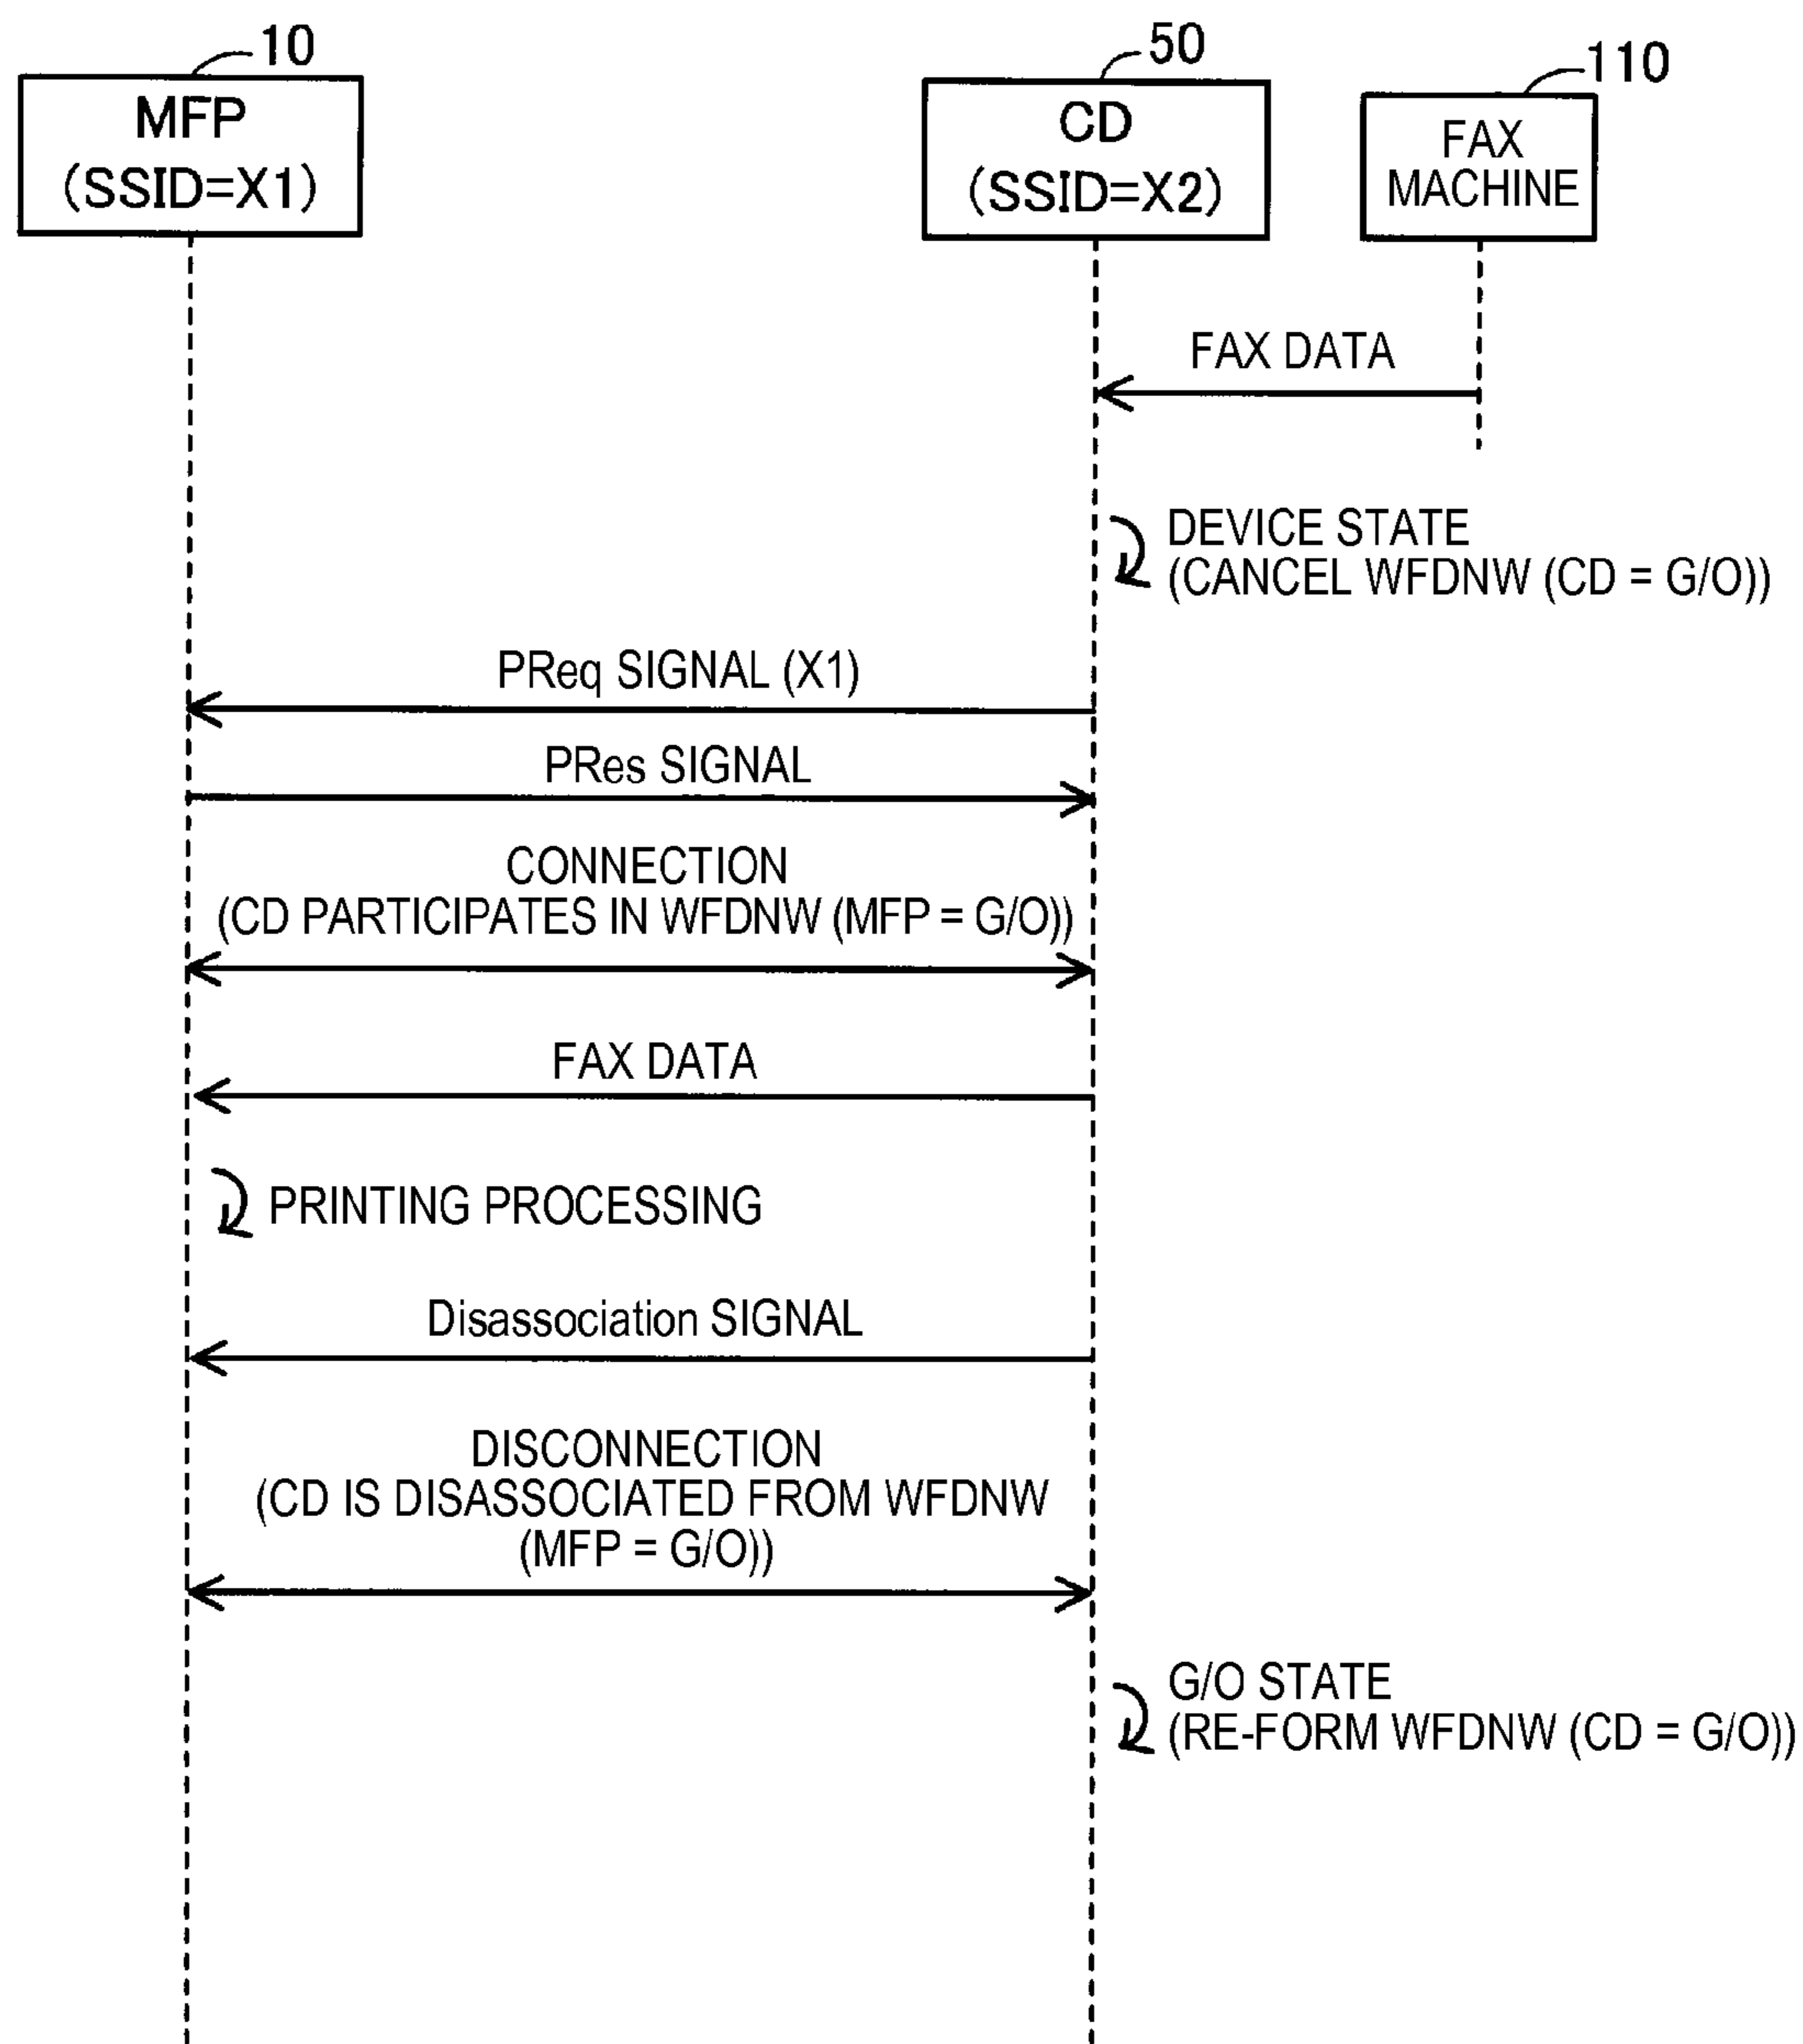 10
50
110
MFP
(SSID=X1)
CD
(SSID=X2)
FAX
MACHINE
FAX DATA
DEVICE STATE
(CANCEL WFDNW (CD = G/O))
PReq SIGNAL (X1)
PRes SIGNAL
CONNECTION
(CD PARTICIPATES IN WFDNW (MFP = G/O))
FAX DATA
PRINTING PROCESSING
Disassociation SIGNAL
DISCONNECTION
(CD IS DISASSOCIATED FROM WFDNW
(MFP = G/O))
G/O STATE
(RE-FORM WFDNW (CD = G/O))